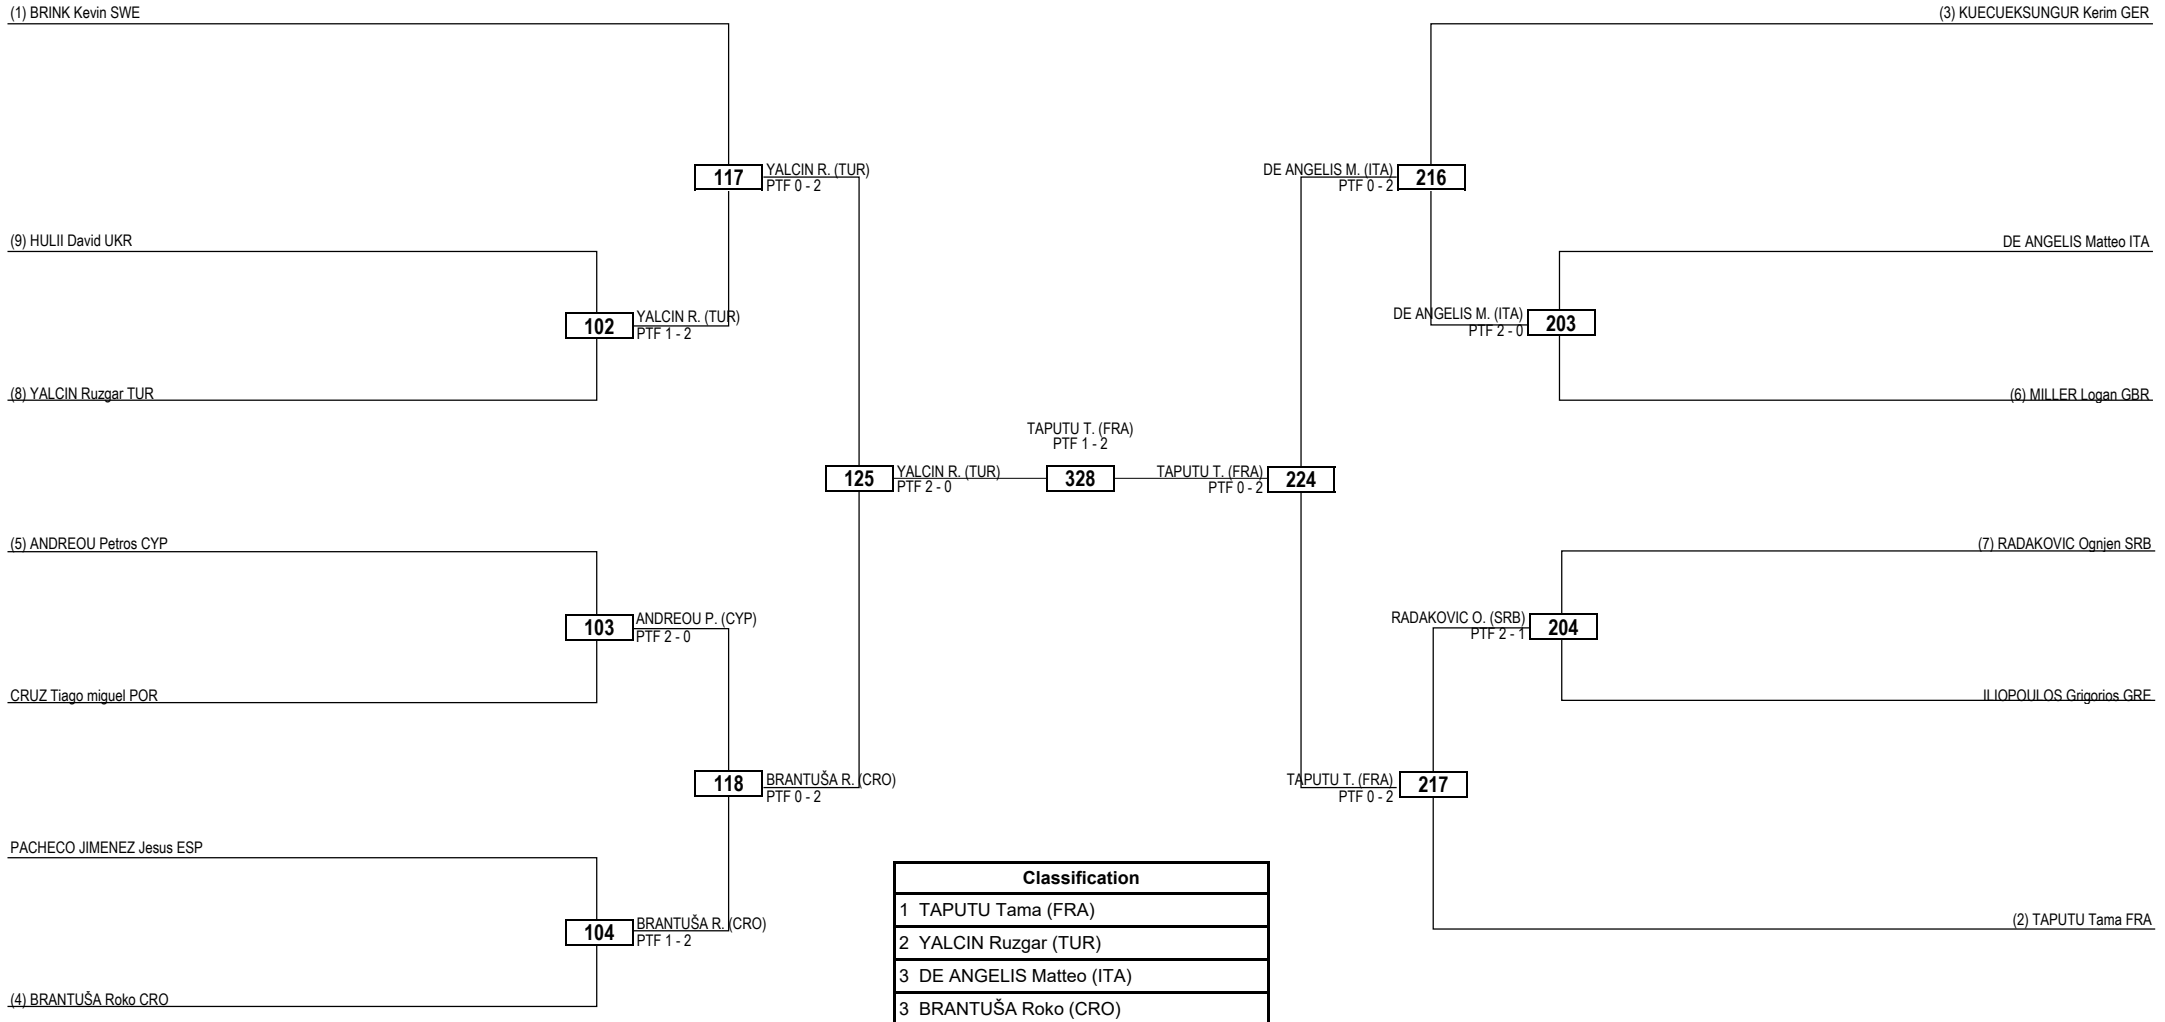 (1) BRINK Kevin SWE
(3) KUECUEKSUNGUR Kerim GER
117
YALCIN R. (TUR)
PTF 0 - 2
DE ANGELIS M. (ITA)
PTF 0 - 2
216
(9) HULII David UKR
DE ANGELIS Matteo ITA
102
YALCIN R. (TUR)
PTF 1 - 2
DE ANGELIS M. (ITA)
PTF 2 - 0
203
(8) YALCIN Ruzgar TUR
(6) MILLER Logan GBR
TAPUTU T. (FRA)
PTF 1 - 2
125
YALCIN R. (TUR)
PTF 2 - 0
328
TAPUTU T. (FRA)
PTF 0 - 2
224
(5) ANDREOU Petros CYP
(7) RADAKOVIC Ognjen SRB
103
ANDREOU P. (CYP)
PTF 2 - 0
RADAKOVIC O. (SRB)
PTF 2 - 1
204
CRUZ Tiago miguel POR
ILIOPOULOS Grigorios GRE
118
BRANTUŠA R. (CRO)
PTF 0 - 2
TAPUTU T. (FRA)
PTF 0 - 2
217
PACHECO JIMENEZ Jesus ESP
104
BRANTUŠA R. (CRO)
PTF 1 - 2
(2) TAPUTU Tama FRA
(4) BRANTUŠA Roko CRO
Classification
1 TAPUTU Tama (FRA)
2 YALCIN Ruzgar (TUR)
3 DE ANGELIS Matteo (ITA)
3 BRANTUŠA Roko (CRO)